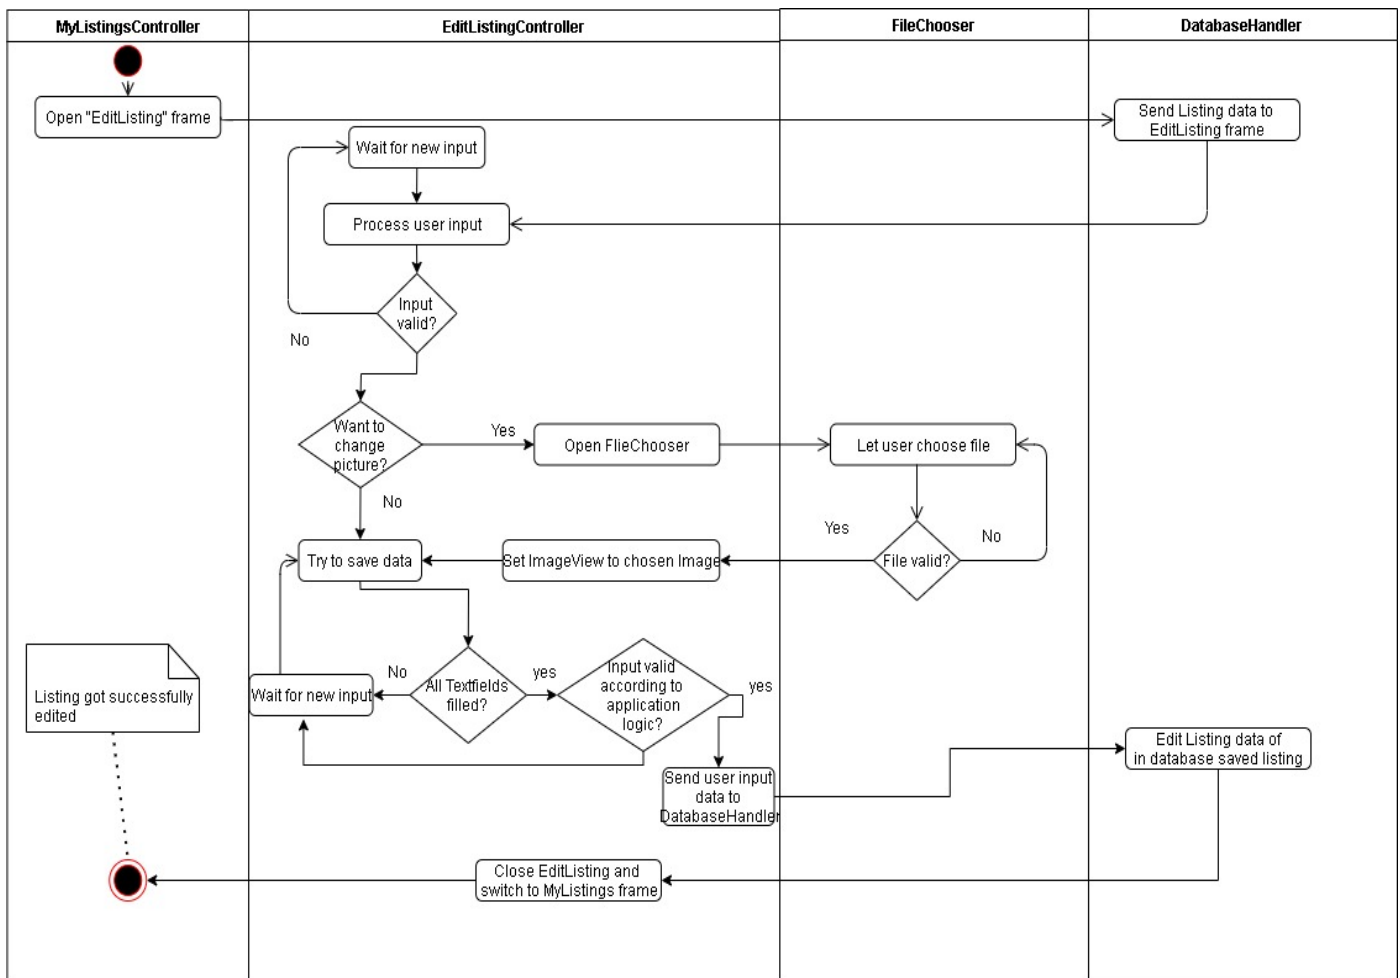 MyListingsController
EditListingController
FileChooser
DatabaseHandler
Open "EditListing" frame
Send Listing data to
EditListing frame
Wait for new input
Process user input
Input
valid?
No
Want to
change
picture?
Yes
Open FlieChooser
Let user choose file
No
Yes
No
Try to save data
Set ImageView to chosen Image
File valid?
Listing got successfully
edited
Wait for new input
No
All Textfields
filled?
yes
Input valid
according to
application
logic?
yes
Edit Listing data of
in database saved listing
Send user input
data to
DatabaseHandler
Close EditListing and
switch to MyListings frame